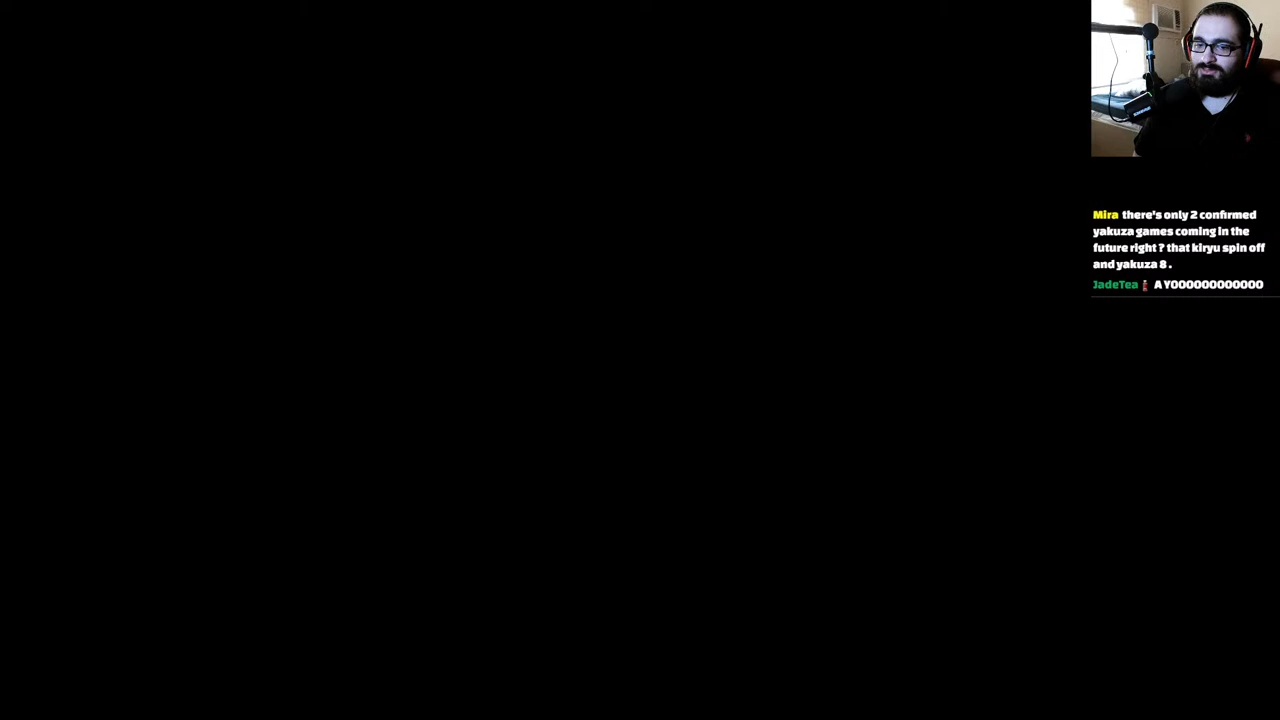 Mira there's only 2 confirmed
yakuza games coming in the
future right ? that kiryu spin off
and yakuza 8 .
JadeTea A YOOOOOOOOOOOO